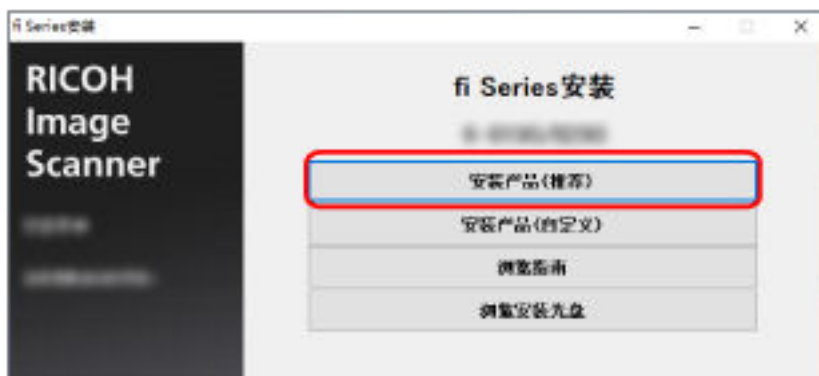 fi Series安装
RICOH
Image
Scanner
fi Series安装
安装产品(推荐)
安装产品(自定义)
浏览指南
浏览安装光盘